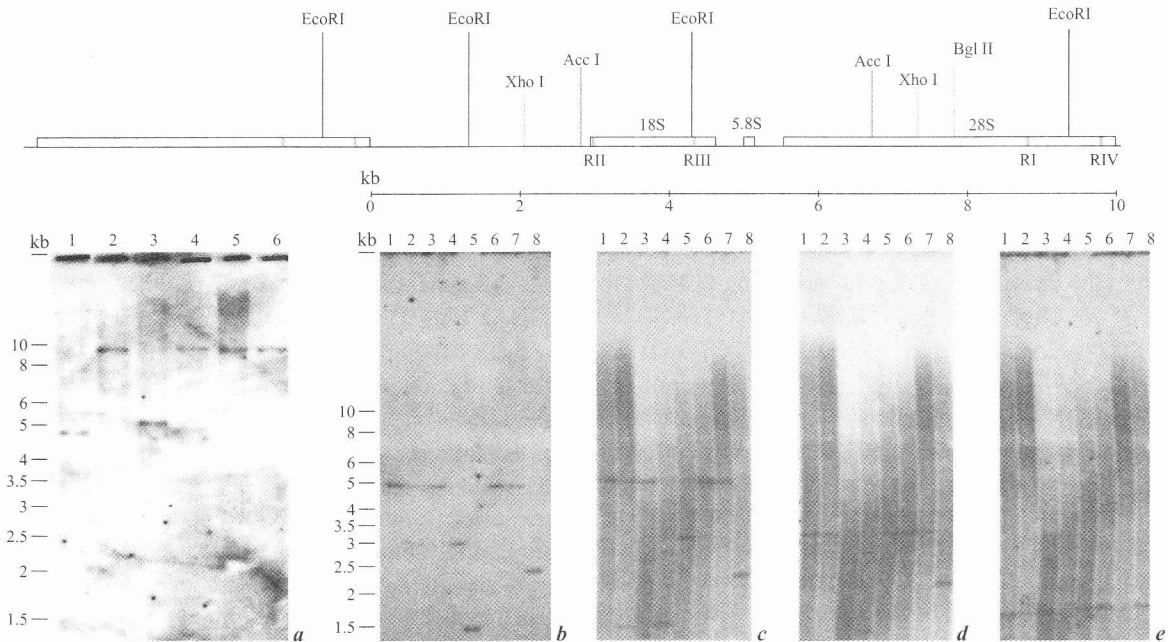 EcoRI EcoRI EcoRI EcoRI
Xho I Acc I Acc I Xho I Bgl II
18S 5.8S 28S
RII RIII RI RIV
kb
0 2 4 6 8 10
kb 1 2 3 4 5 6
10
8
6
5
4
3.5
3
2.5
2
1.5
a
kb 1 2 3 4 5 6 7 8
10
8
6
5
4
3.5
3
2.5
2
1.5
b
1 2 3 4 5 6 7 8
c
1 2 3 4 5 6 7 8
d
1 2 3 4 5 6 7 8
e